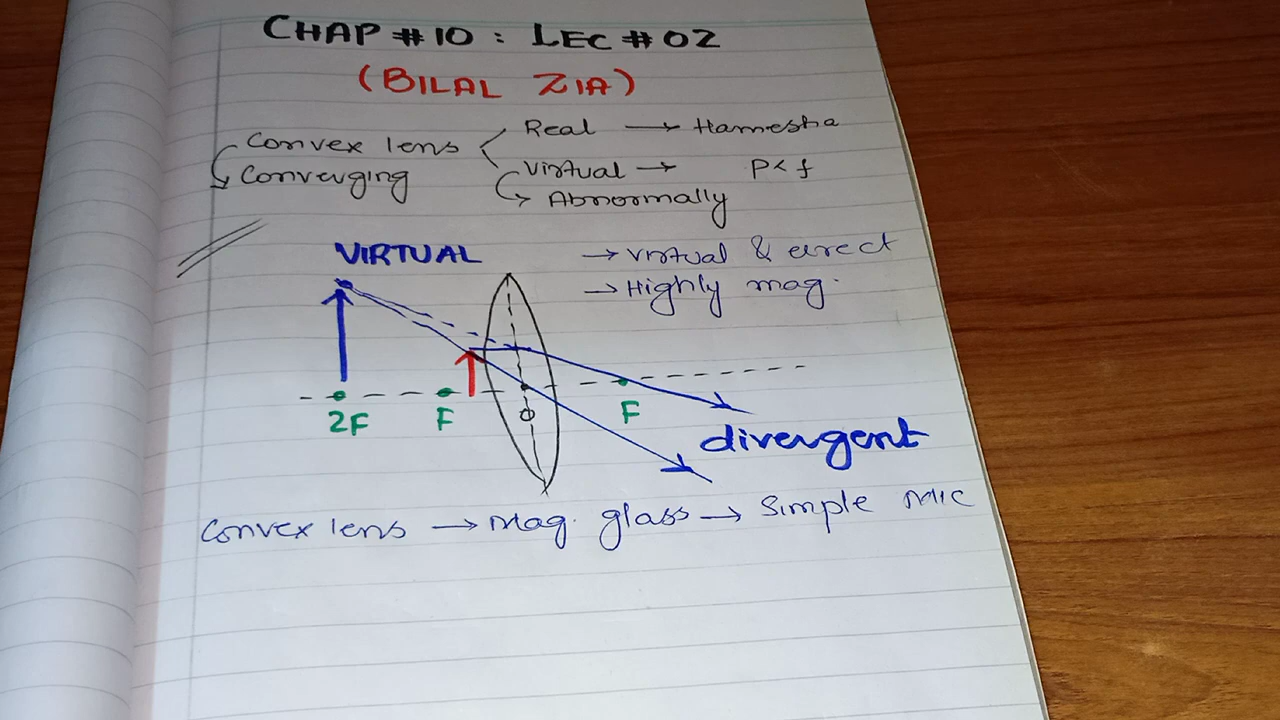 CHAP # 10 : LEC # 02
(BILAL ZIA)
Convex lens Real → Hamesha
Converging Virtual → P < f
→ Abnormally
VIRTUAL → Virtual & erect
→ Highly mag.
2F F O F
divergent
Convex lens → Mag. glass → Simple Mic